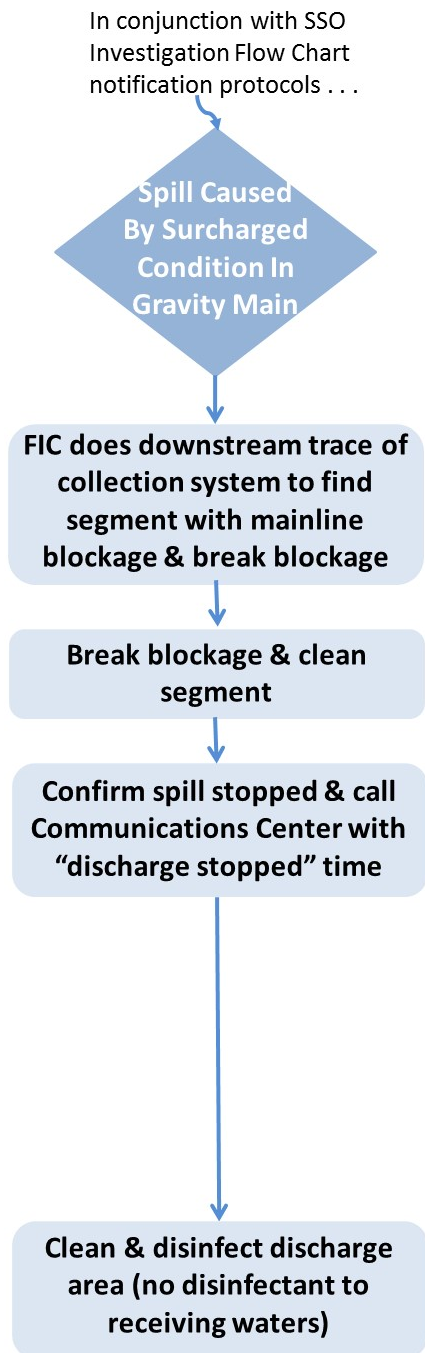 In conjunction with SSO
Investigation Flow Chart
notification protocols . . .
Spill Caused
By Surcharged
Condition In
Gravity Main
FIC does downstream trace of
collection system to find
segment with mainline
blockage & break blockage
Break blockage & clean
segment
Confirm spill stopped & call
Communications Center with
“discharge stopped” time
Clean & disinfect discharge
area (no disinfectant to
receiving waters)